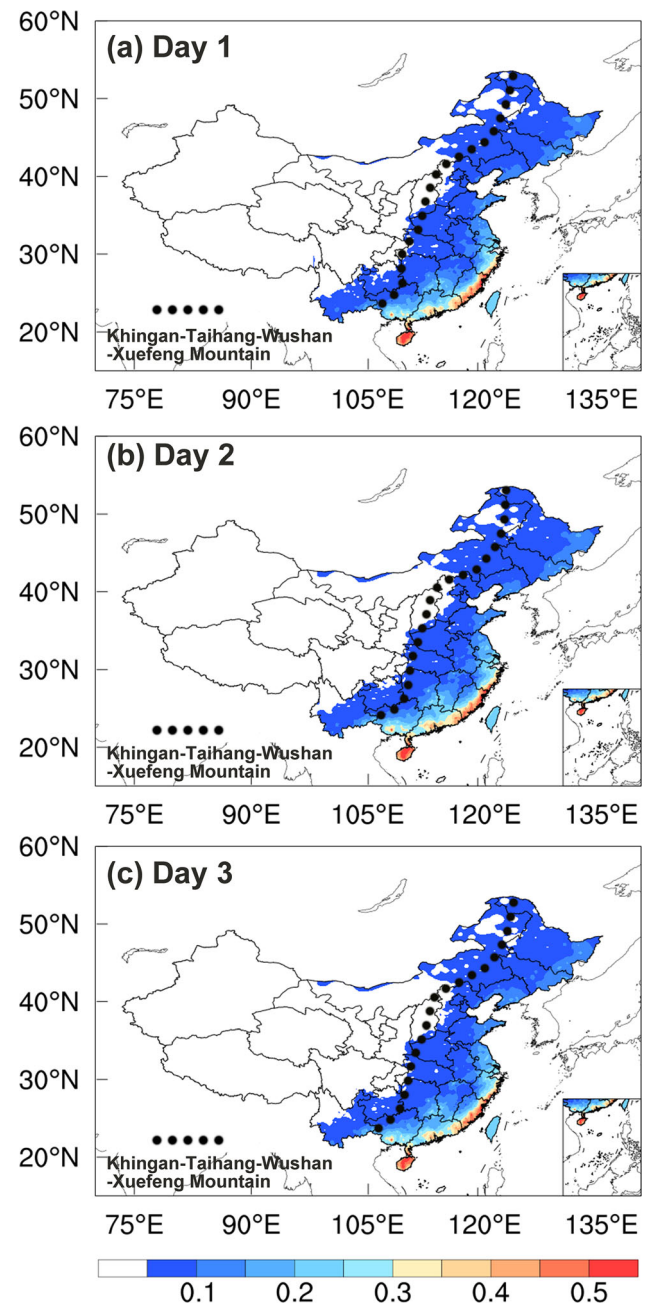 (a) Day 1
60°N
50°N
40°N
30°N
20°N
Khingan-Taihang-Wushan
-Xuefeng Mountain
75°E 90°E 105°E 120°E 135°E
(b) Day 2
60°N
50°N
40°N
30°N
20°N
Khingan-Taihang-Wushan
-Xuefeng Mountain
75°E 90°E 105°E 120°E 135°E
(c) Day 3
60°N
50°N
40°N
30°N
20°N
Khingan-Taihang-Wushan
-Xuefeng Mountain
75°E 90°E 105°E 120°E 135°E
0.1 0.2 0.3 0.4 0.5